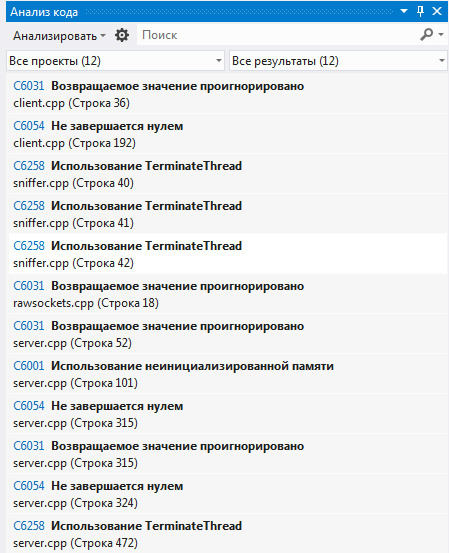 Анализ кода
Анализировать Поиск
Все проекты (12) Все результаты (12)
C6031 Возвращаемое значение проигнорировано
client.cpp (Строка 36)
C6054 Не завершается нулем
client.cpp (Строка 192)
C6258 Использование TerminateThread
sniffer.cpp (Строка 40)
C6258 Использование TerminateThread
sniffer.cpp (Строка 41)
C6258 Использование TerminateThread
sniffer.cpp (Строка 42)
C6031 Возвращаемое значение проигнорировано
rawsockets.cpp (Строка 18)
C6031 Возвращаемое значение проигнорировано
server.cpp (Строка 52)
C6001 Использование неинициализированной памяти
server.cpp (Строка 101)
C6054 Не завершается нулем
server.cpp (Строка 315)
C6031 Возвращаемое значение проигнорировано
server.cpp (Строка 315)
C6054 Не завершается нулем
server.cpp (Строка 324)
C6258 Использование TerminateThread
server.cpp (Строка 472)